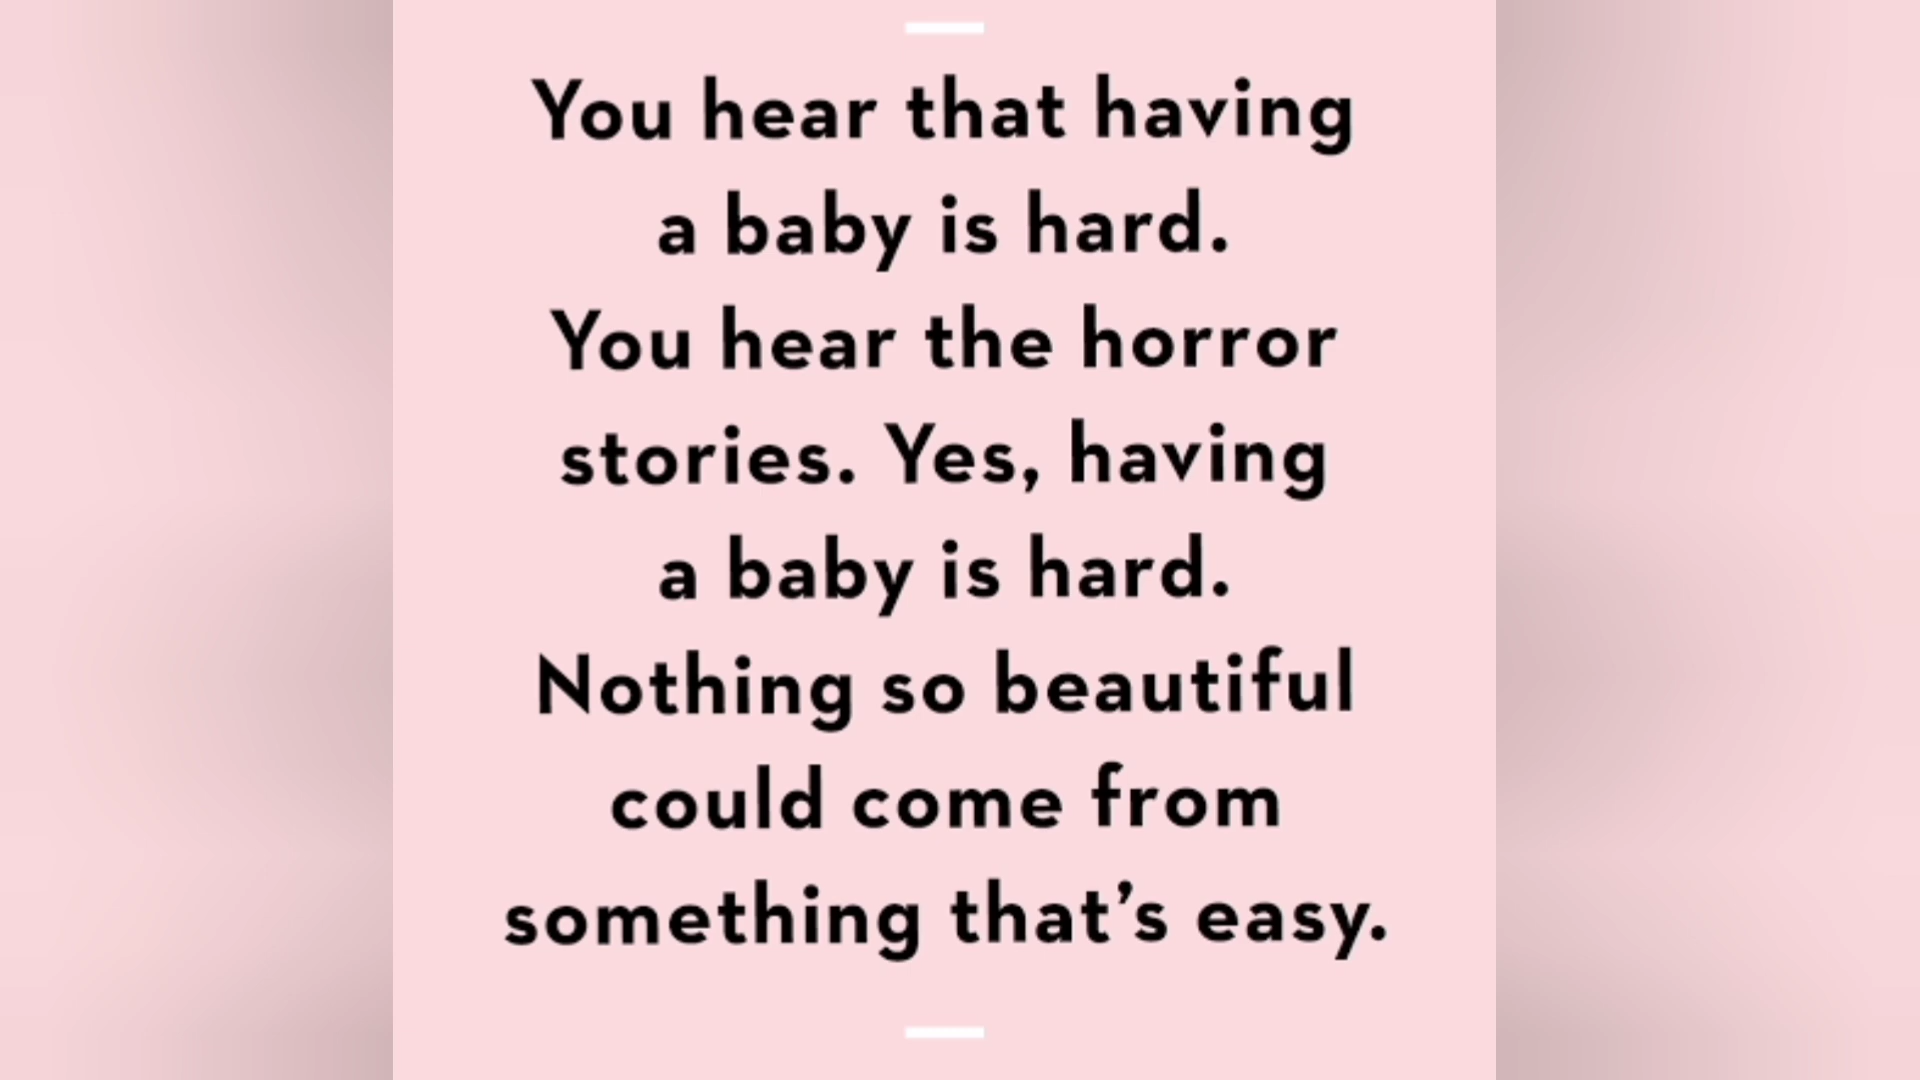 You hear that having
a baby is hard.
You hear the horror
stories. Yes, having
a baby is hard.
Nothing so beautiful
could come from
something that’s easy.